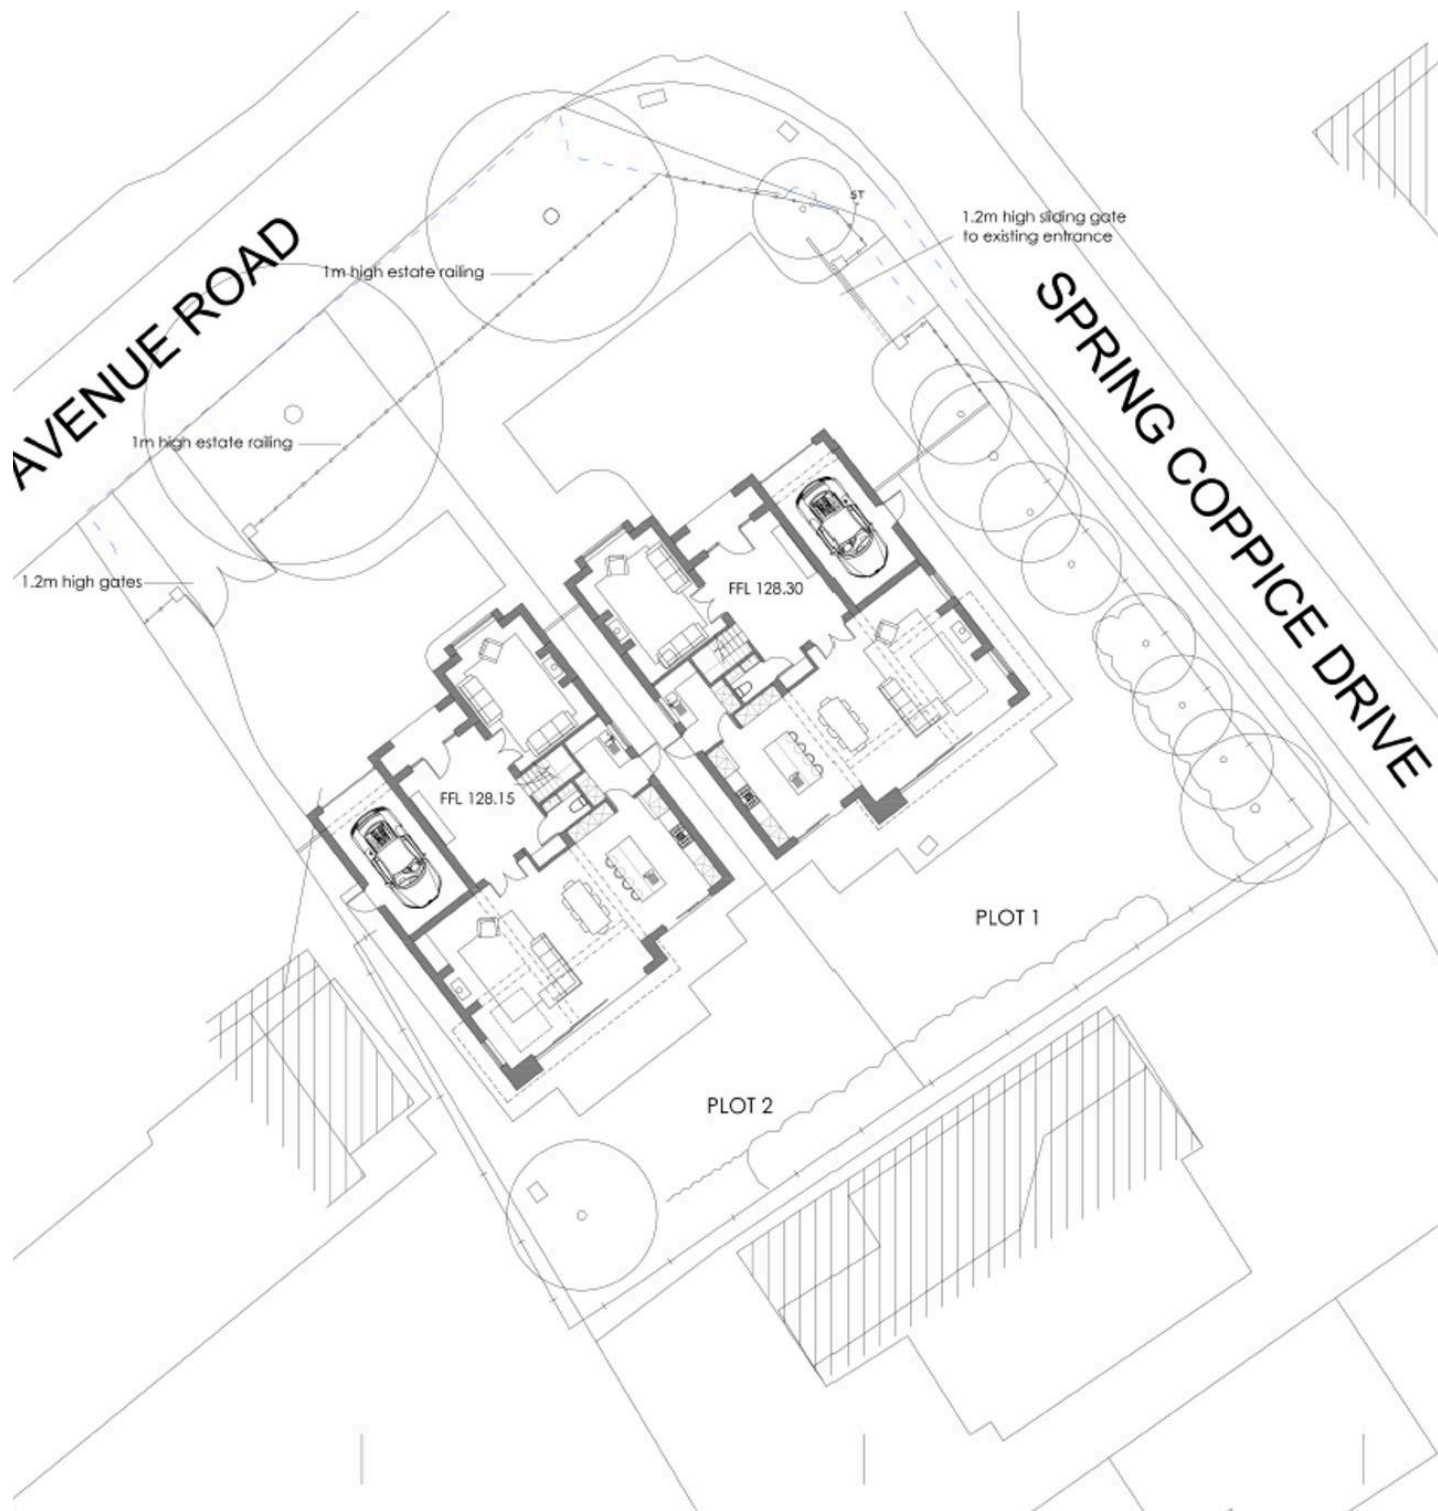 ST
1.2m high sliding gate
to existing entrance
AVENUE ROAD
1m high estate railing
SPRING COPPICE DRIVE
1m high estate railing
1.2m high gates
FFL 128.30
FFL 128.15
PLOT 1
PLOT 2